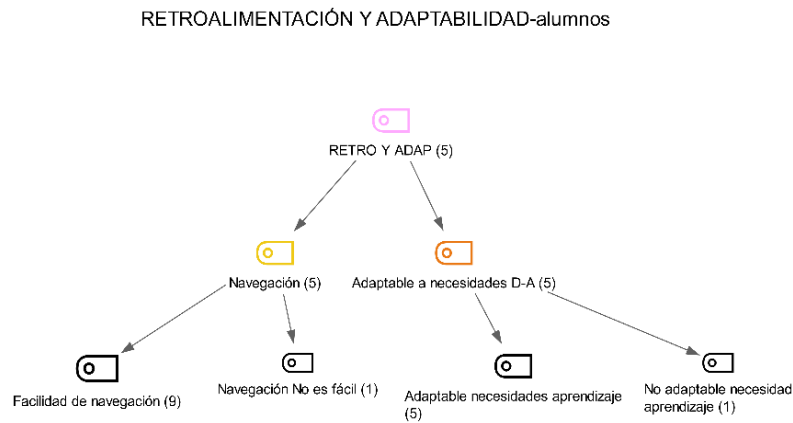 RETROALIMENTACIÓN Y ADAPTABILIDAD-alumnos
RETRO Y ADAP (5)
Navegación (5)
Adaptable a necesidades D-A (5)
Facilidad de navegación (9)
Navegación No es fácil (1)
Adaptable necesidades aprendizaje
(5)
No adaptable necesidad
aprendizaje (1)